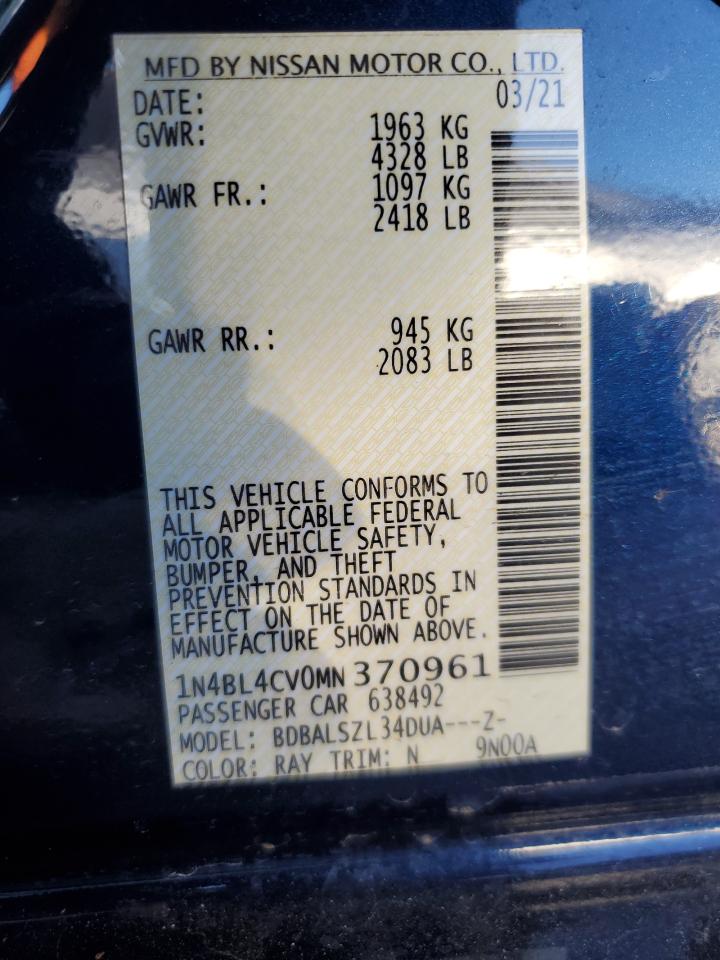 MFD BY NISSAN MOTOR CO., LTD.
DATE: 03/21
GVWR: 1963 KG
4328 LB
GAWR FR.: 1097 KG
2418 LB
GAWR RR.: 945 KG
2083 LB
THIS VEHICLE CONFORMS TO
ALL APPLICABLE FEDERAL
MOTOR VEHICLE SAFETY,
BUMPER, AND THEFT
PREVENTION STANDARDS IN
EFFECT ON THE DATE OF
MANUFACTURE SHOWN ABOVE.
1N4BL4CV0MN370961
PASSENGER CAR 638492
MODEL: BDBALSZL34DUA---Z-
COLOR: RAY TRIM: N 9N00A